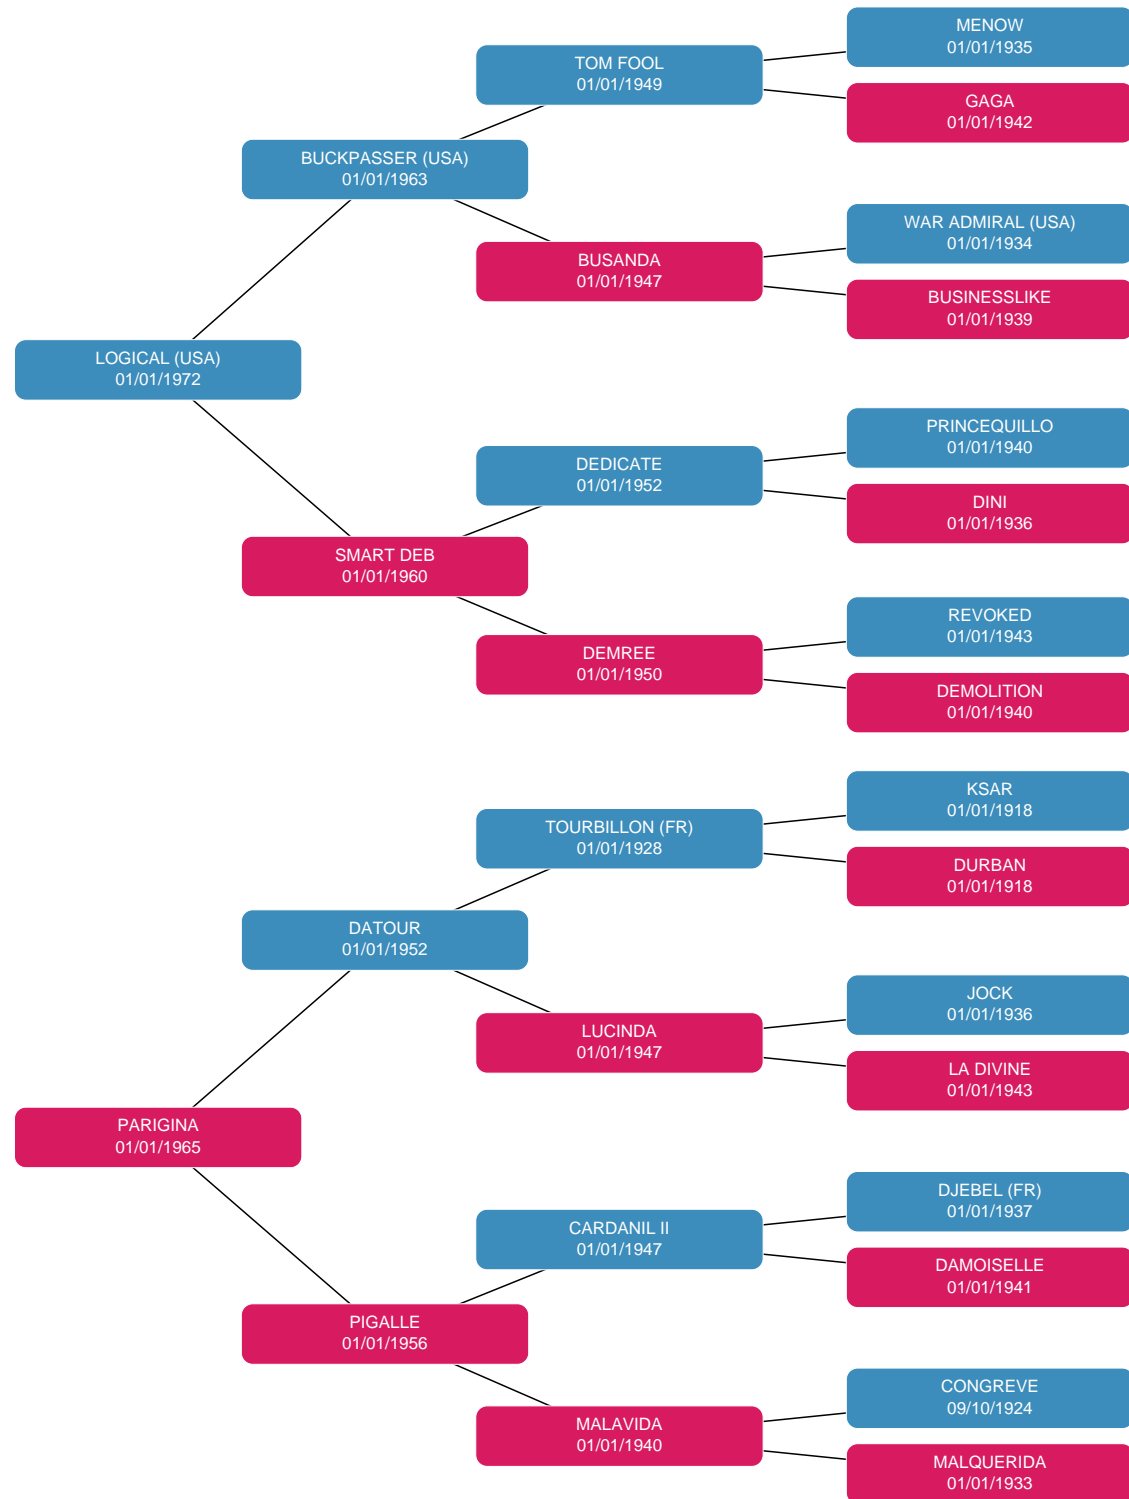 MENOW
01/01/1935
TOM FOOL
01/01/1949
GAGA
01/01/1942
BUCKPASSER (USA)
01/01/1963
WAR ADMIRAL (USA)
01/01/1934
BUSANDA
01/01/1947
BUSINESSLIKE
01/01/1939
LOGICAL (USA)
01/01/1972
PRINCEQUILLO
01/01/1940
DEDICATE
01/01/1952
DINI
01/01/1936
SMART DEB
01/01/1960
REVOKED
01/01/1943
DEMREE
01/01/1950
DEMOLITION
01/01/1940
KSAR
01/01/1918
TOURBILLON (FR)
01/01/1928
DURBAN
01/01/1918
DATOUR
01/01/1952
JOCK
01/01/1936
LUCINDA
01/01/1947
LA DIVINE
01/01/1943
PARIGINA
01/01/1965
DJEBEL (FR)
01/01/1937
CARDANIL II
01/01/1947
DAMOISELLE
01/01/1941
PIGALLE
01/01/1956
CONGREVE
09/10/1924
MALAVIDA
01/01/1940
MALQUERIDA
01/01/1933